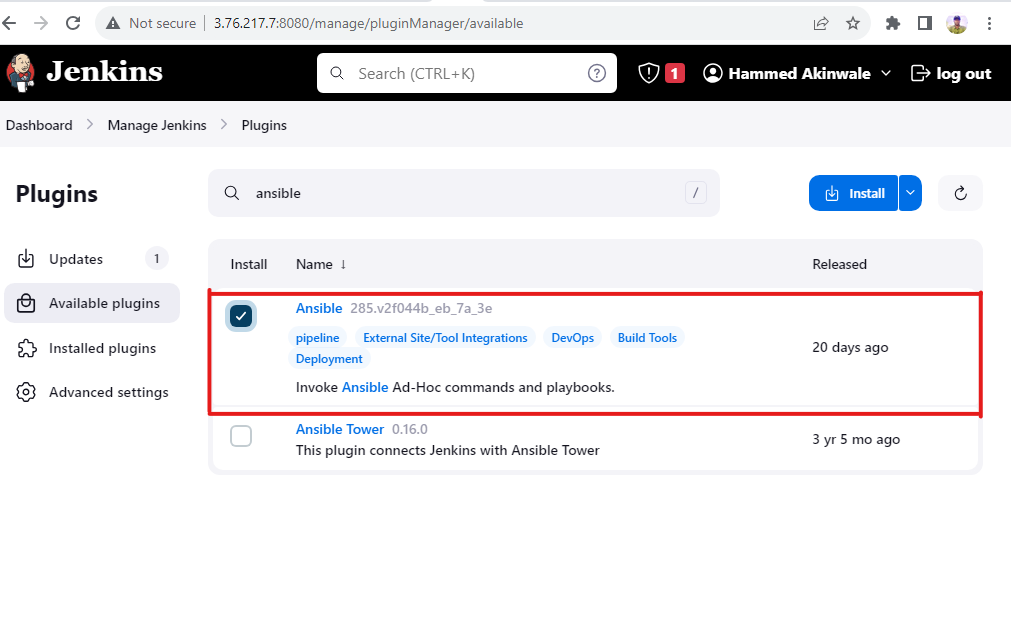 Not secure 3.76.217.7:8080/manage/pluginManager/available
Jenkins Search (CTRL+K) ? 1 Hammed Akinwale log out
Dashboard Manage Jenkins Plugins
Plugins
ansible /
Install
Updates 1
Available plugins
Installed plugins
Advanced settings
Install Name ↓ Released
Ansible 285.v2f044b_eb_7a_3e
pipeline External Site/Tool Integrations DevOps Build Tools
Deployment
Invoke Ansible Ad-Hoc commands and playbooks.
20 days ago
Ansible Tower 0.16.0
This plugin connects Jenkins with Ansible Tower
3 yr 5 mo ago